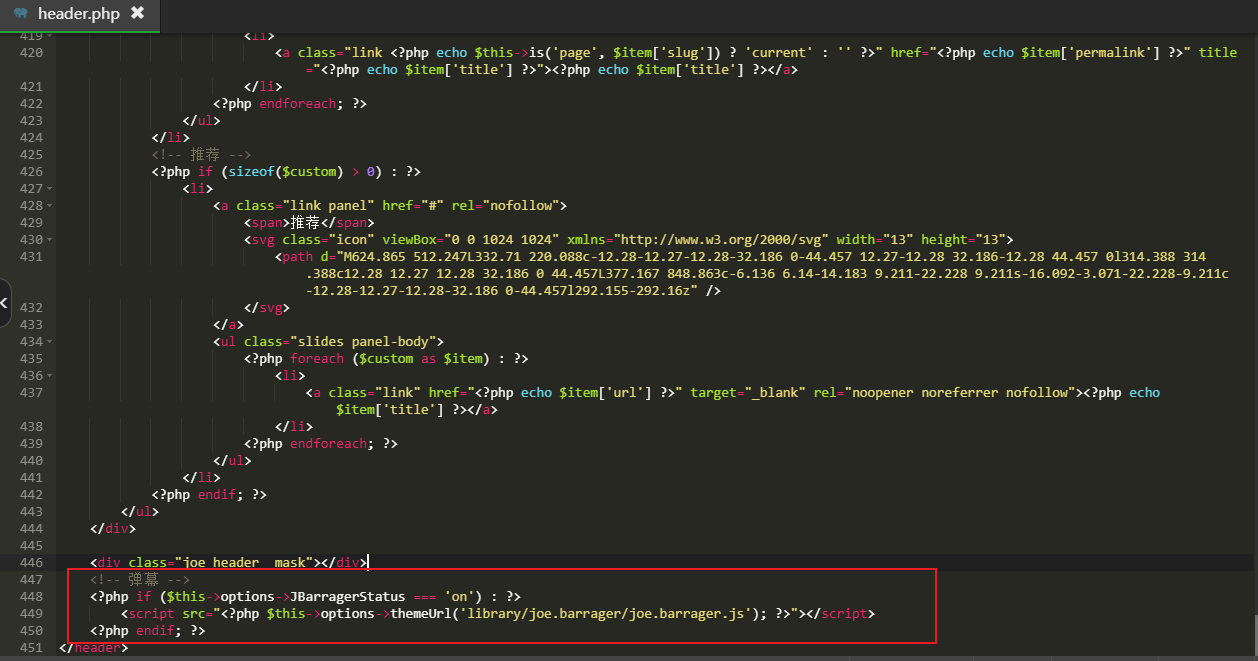 header.php ✖
419 <li>
420 <a class="link <?php echo $this->is('page', $item['slug']) ? 'current' : '' ?>" href="<?php echo $item['permalink'] ?>" title
="<?php echo $item['title'] ?>"><?php echo $item['title'] ?></a>
421 </li>
422 <?php endforeach; ?>
423 </ul>
424 </li>
425 <!-- 推荐 -->
426 <?php if (sizeof($custom) > 0) : ?>
427 <li>
428 <a class="link panel" href="#" rel="nofollow">
429 <span>推荐</span>
430 <svg class="icon" viewBox="0 0 1024 1024" xmlns="http://www.w3.org/2000/svg" width="13" height="13">
431 <path d="M624.865 512.247L332.71 220.088c-12.28-12.27-12.28-32.186 0-44.457 12.27-12.28 32.186-12.28 44.457 0l314.388 314
.388c12.28 12.27 12.28 32.186 0 44.457L377.167 848.863c-6.136 6.14-14.183 9.211-22.228 9.211s-16.092-3.071-22.228-9.211c
-12.28-12.27-12.28-32.186 0-44.457l292.155-292.16z" />
432 </svg>
433 </a>
434 <ul class="slides panel-body">
435 <?php foreach ($custom as $item) : ?>
436 <li>
437 <a class="link" href="<?php echo $item['url'] ?>" target="_blank" rel="noopener noreferrer nofollow"><?php echo
$item['title'] ?></a>
438 </li>
439 <?php endforeach; ?>
440 </ul>
441 </li>
442 <?php endif; ?>
443 </ul>
444 </div>
445
446 <div class="joe_header__mask"></div>
447 <!-- 弹幕 -->
448 <?php if ($this->options->JBarragerStatus === 'on') : ?>
449 <script src="<?php $this->options->themeUrl('library/joe.barrager/joe.barrager.js'); ?>"></script>
450 <?php endif; ?>
451 </header>